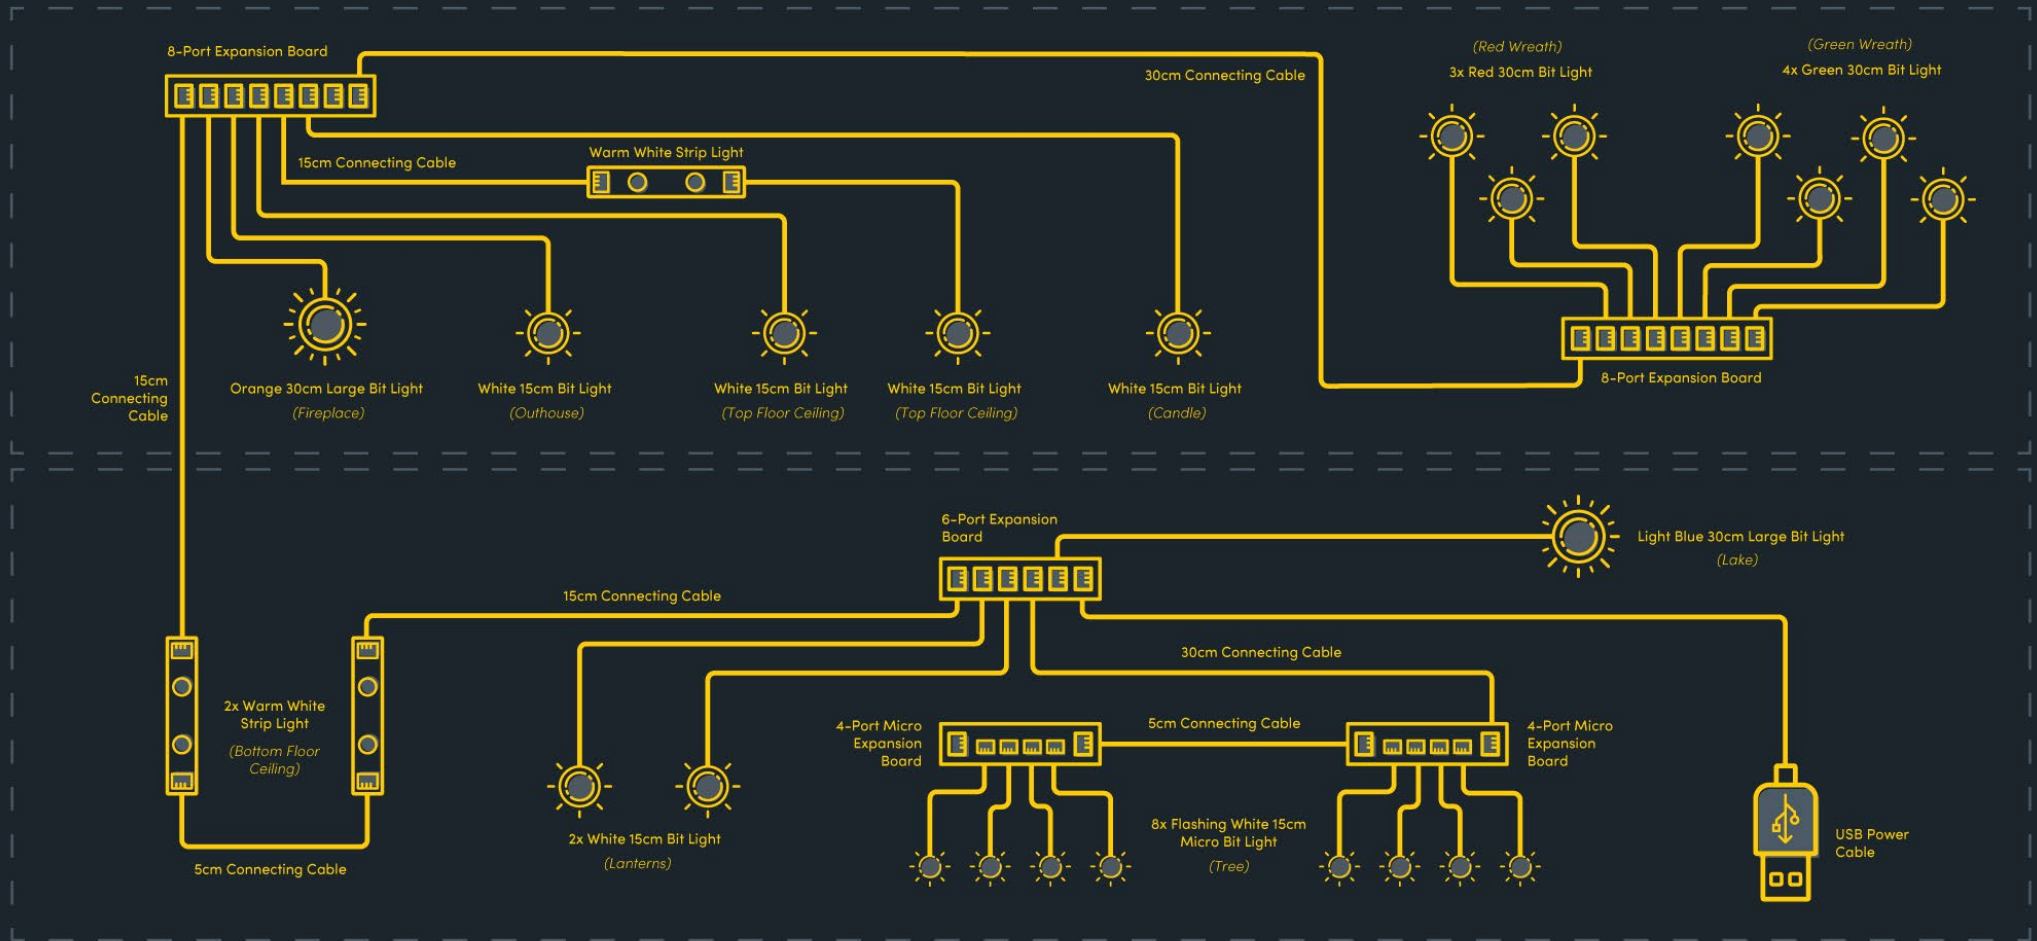 8-Port Expansion Board
30cm Connecting Cable
(Red Wreath)
3x Red 30cm Bit Light
(Green Wreath)
4x Green 30cm Bit Light
15cm Connecting Cable
Warm White Strip Light
15cm
Connecting
Cable
Orange 30cm Large Bit Light
(Fireplace)
White 15cm Bit Light
(Outhouse)
White 15cm Bit Light
(Top Floor Ceiling)
White 15cm Bit Light
(Top Floor Ceiling)
White 15cm Bit Light
(Candle)
8-Port Expansion Board
6-Port Expansion
Board
Light Blue 30cm Large Bit Light
(Lake)
15cm Connecting Cable
30cm Connecting Cable
2x Warm White
Strip Light
(Bottom Floor
Ceiling)
5cm Connecting Cable
2x White 15cm Bit Light
(Lanterns)
4-Port Micro
Expansion
Board
5cm Connecting Cable
4-Port Micro
Expansion
Board
8x Flashing White 15cm
Micro Bit Light
(Tree)
USB Power
Cable